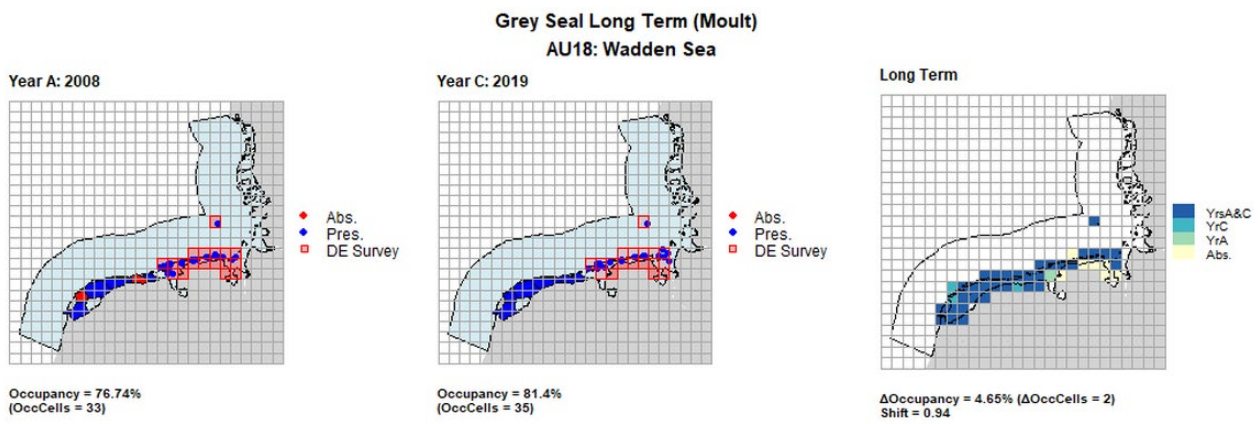 Grey Seal Long Term (Moult)
AU18: Wadden Sea
Year A: 2008
Abs.
Pres.
DE Survey
Occupancy = 76.74%
(OccCells = 33)
Year C: 2019
Abs.
Pres.
DE Survey
Occupancy = 81.4%
(OccCells = 35)
Long Term
YrsA&C
YrC
YrA
Abs.
ΔOccupancy = 4.65% (ΔOccCells = 2)
Shift = 0.94